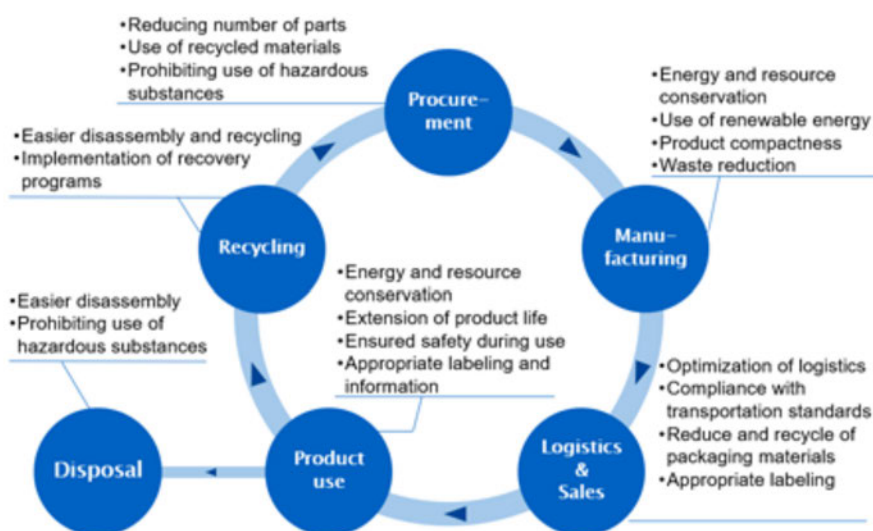 •Reducing number of parts
•Use of recycled materials
•Prohibiting use of hazardous
substances
Procure-
ment
•Energy and resource
conservation
•Use of renewable energy
•Product compactness
•Waste reduction
•Easier disassembly and recycling
•Implementation of recovery
programs
Recycling
Manu-
facturing
•Energy and resource
conservation
•Extension of product life
•Ensured safety during use
•Appropriate labeling and
information
•Easier disassembly
•Prohibiting use of
hazardous substances
•Optimization of logistics
•Compliance with
transportation standards
•Reduce and recycle of
packaging materials
•Appropriate labeling
Disposal
Product
use
Logistics
&
Sales